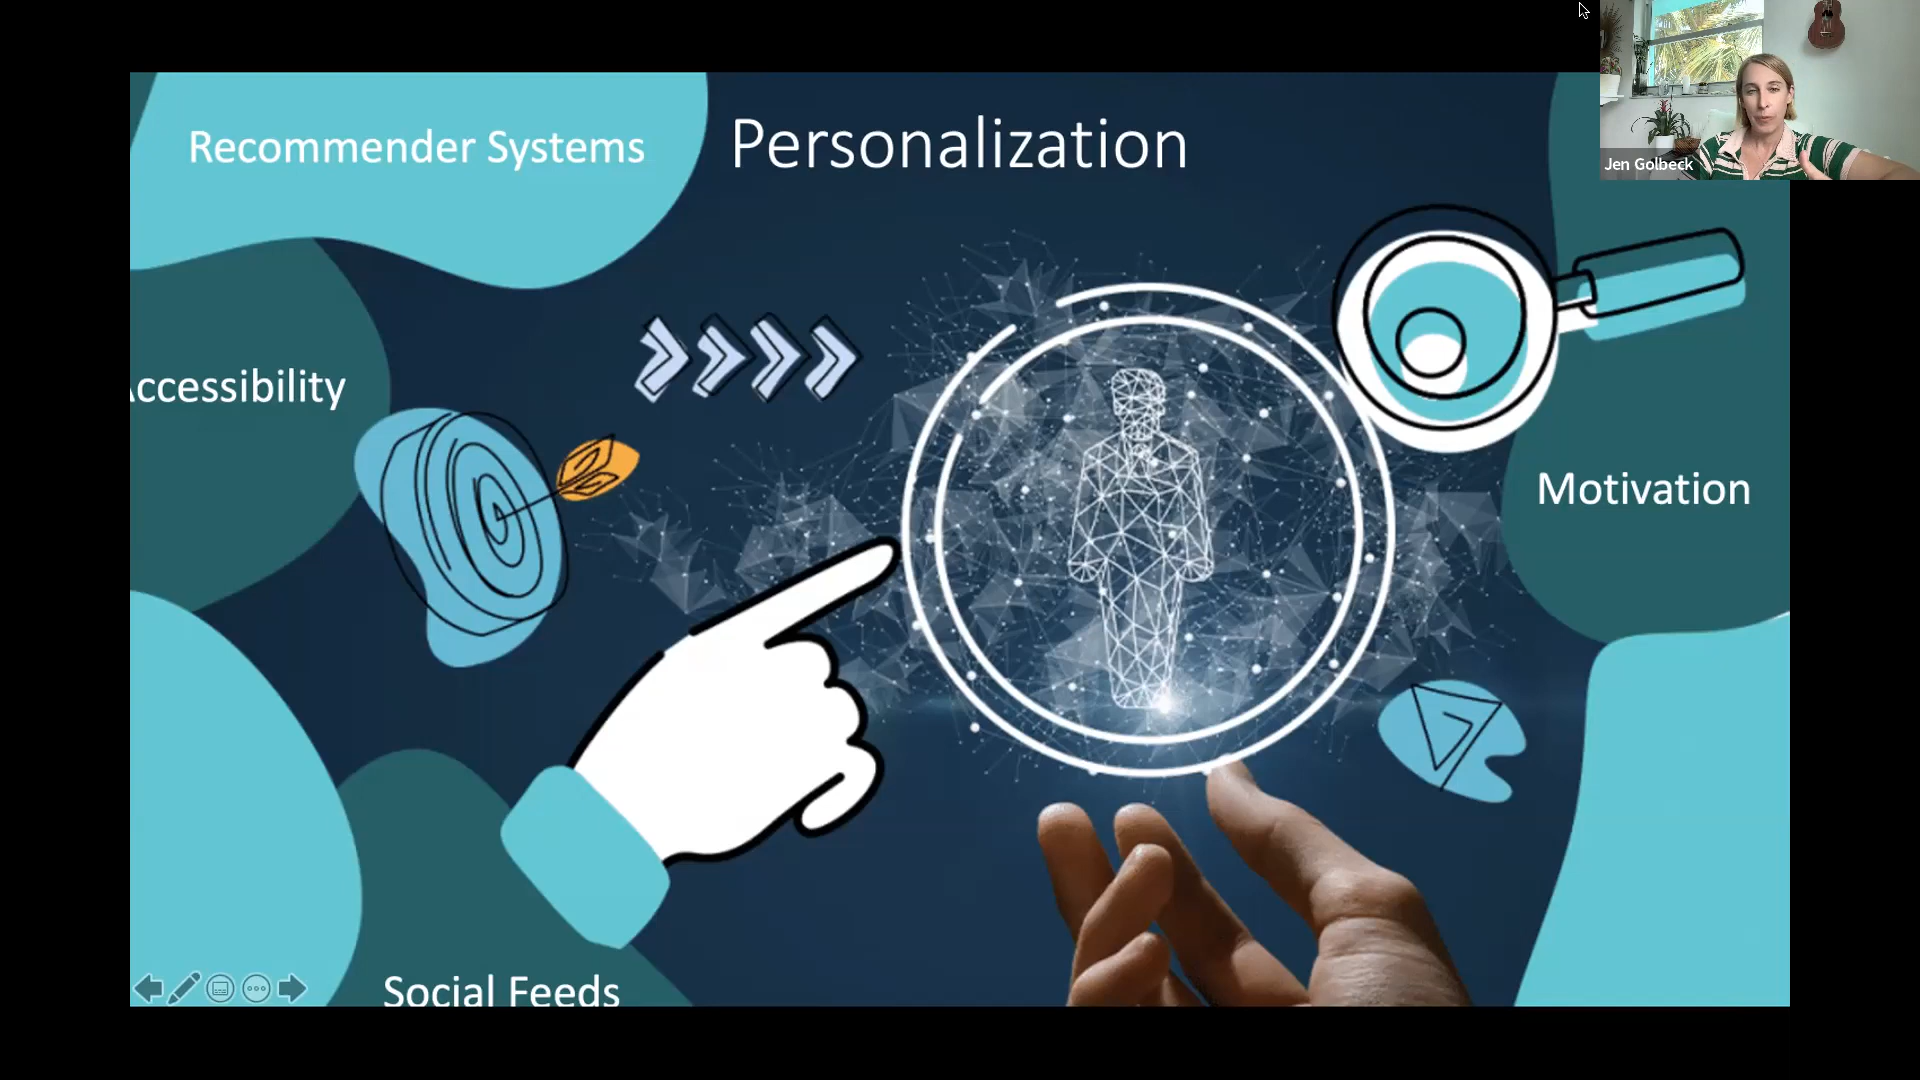 Recommender Systems
Personalization
Jen Golbeck
ccessibility
Motivation
Social Feeds